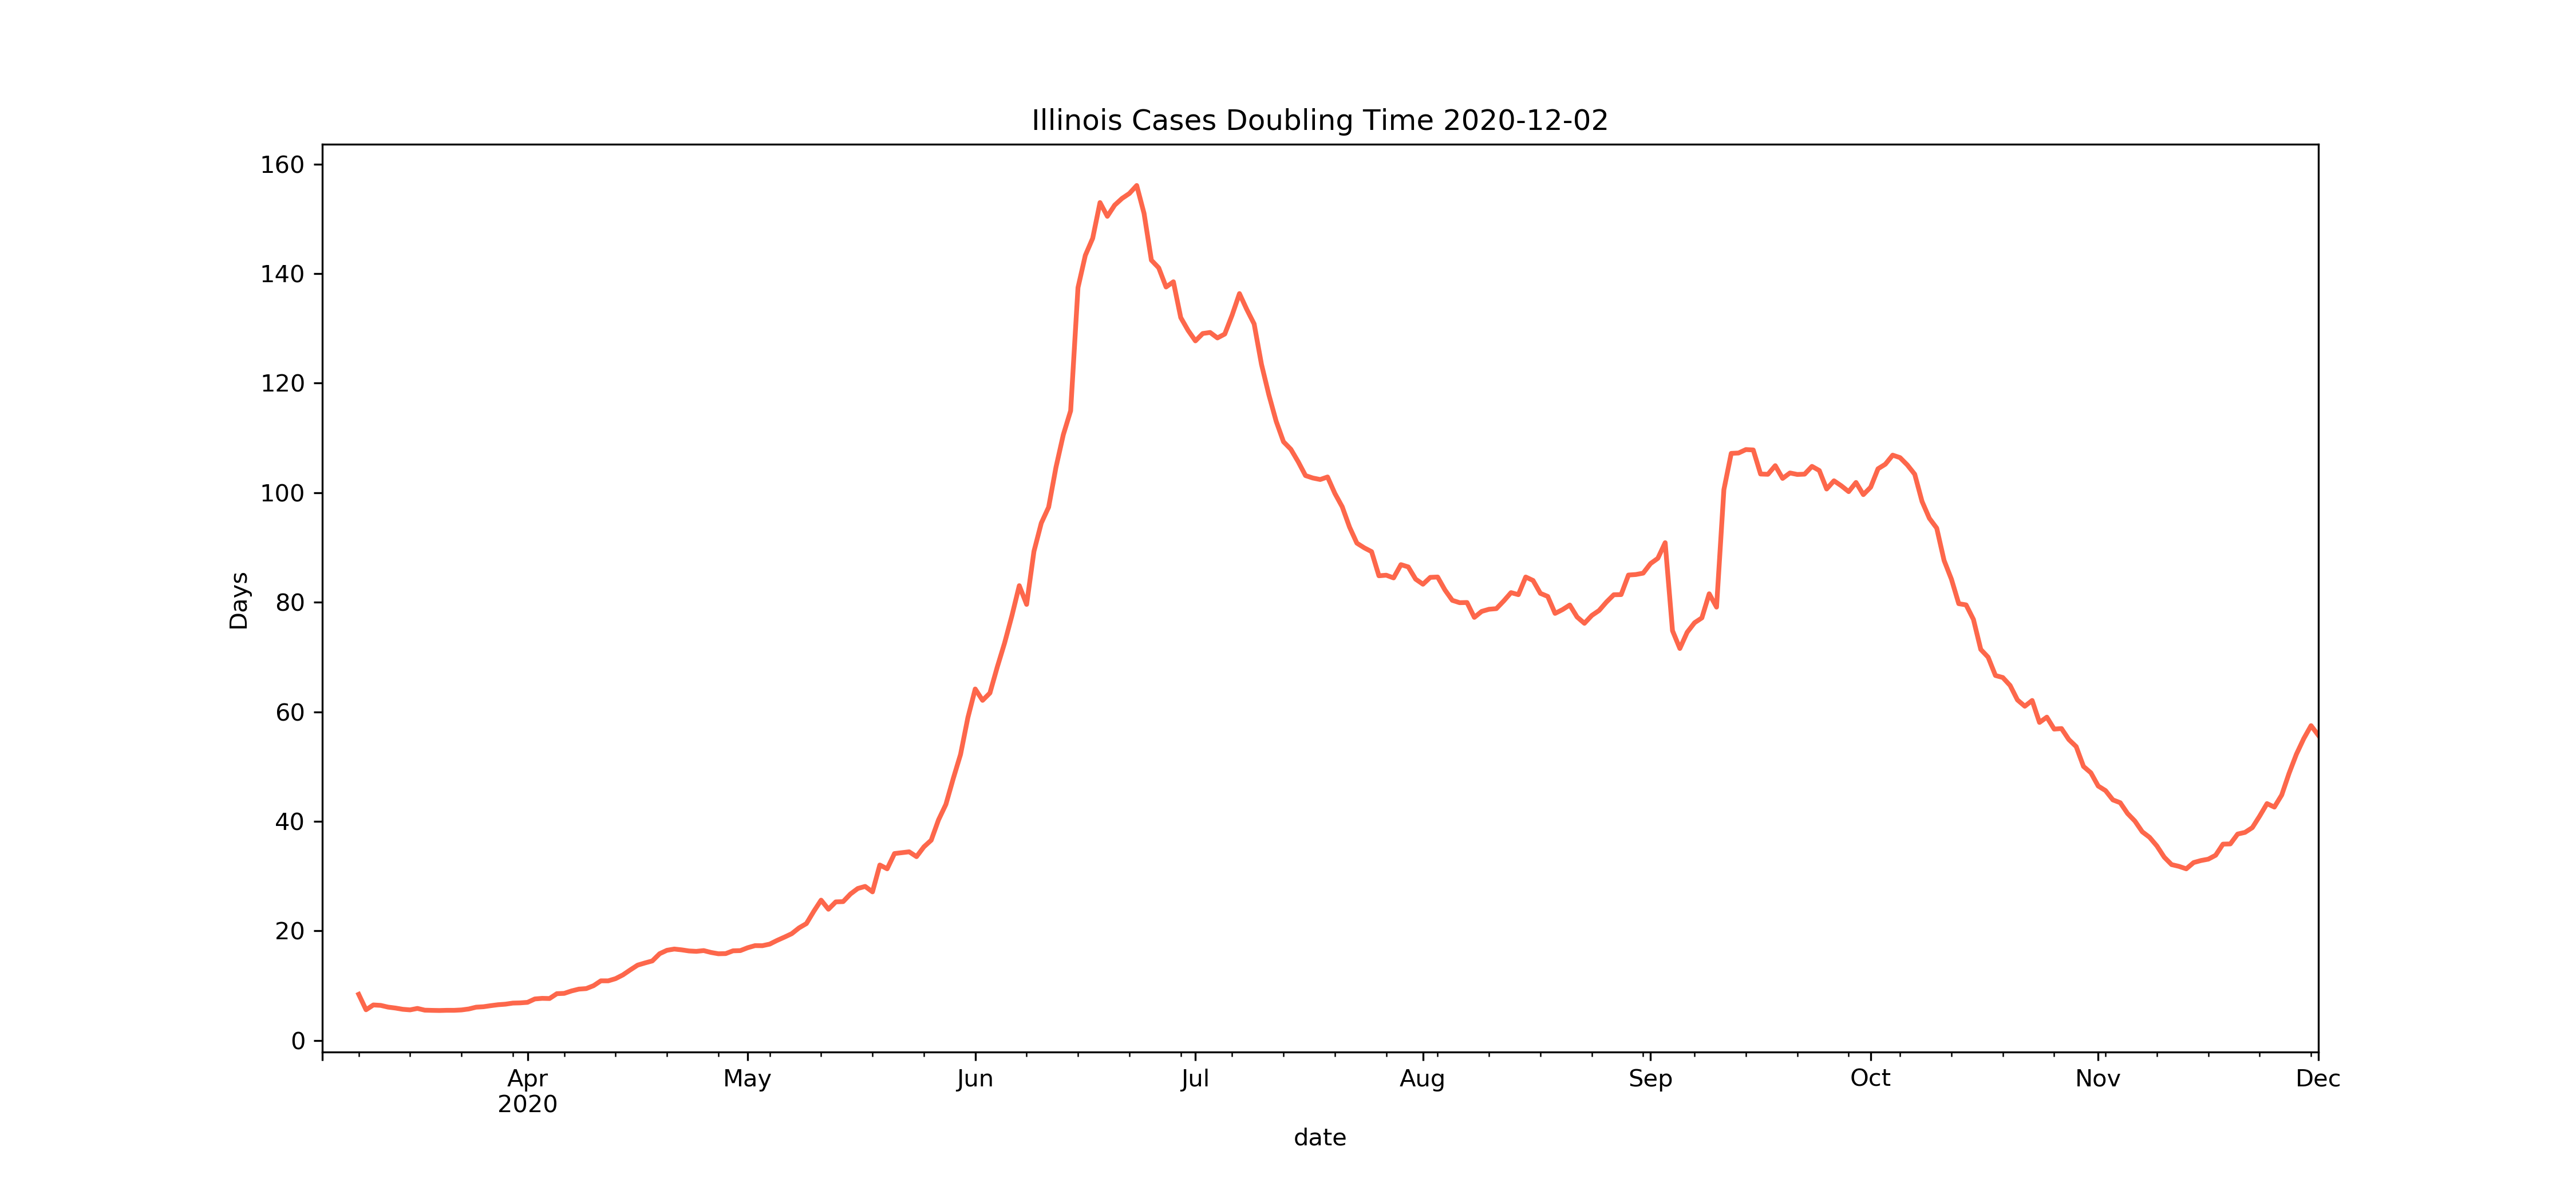 Illinois Cases Doubling Time 2020-12-02
160
140
120
100
80
60
40
20
0
Days
Apr May Jun Jul Aug Sep Oct Nov Dec
2020
date